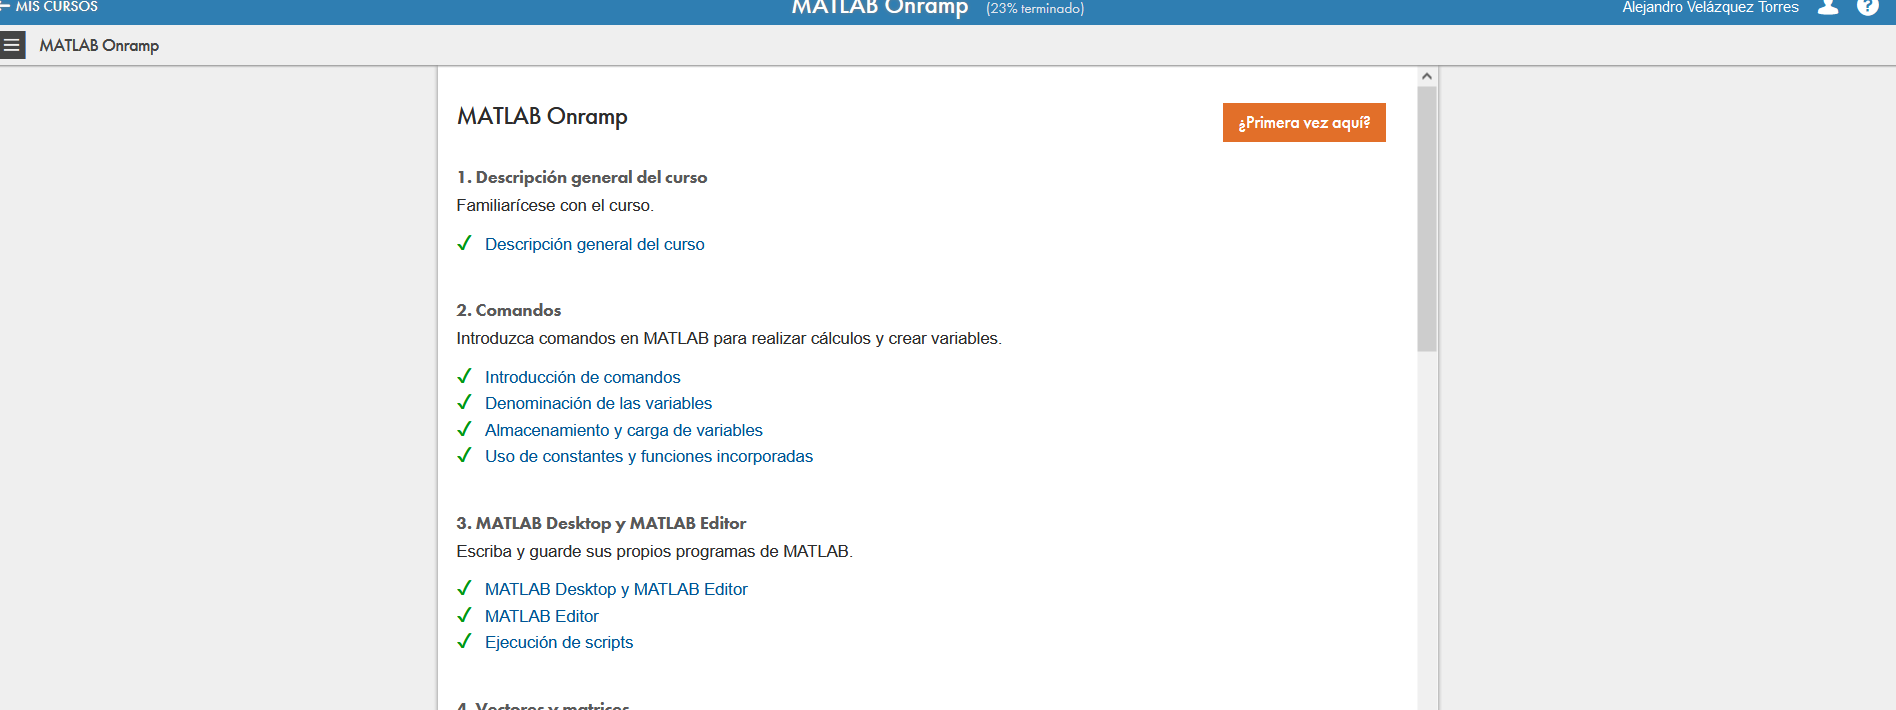 MIS CURSOS
MATLAB Onramp (23% terminado)
Alejandro Velázquez Torres
MATLAB Onramp
MATLAB Onramp
¿Primera vez aquí?
1. Descripción general del curso
Familiarícese con el curso.
Descripción general del curso
2. Comandos
Introduzca comandos en MATLAB para realizar cálculos y crear variables.
Introducción de comandos
Denominación de las variables
Almacenamiento y carga de variables
Uso de constantes y funciones incorporadas
3. MATLAB Desktop y MATLAB Editor
Escriba y guarde sus propios programas de MATLAB.
MATLAB Desktop y MATLAB Editor
MATLAB Editor
Ejecución de scripts
4. Vectores y matrices